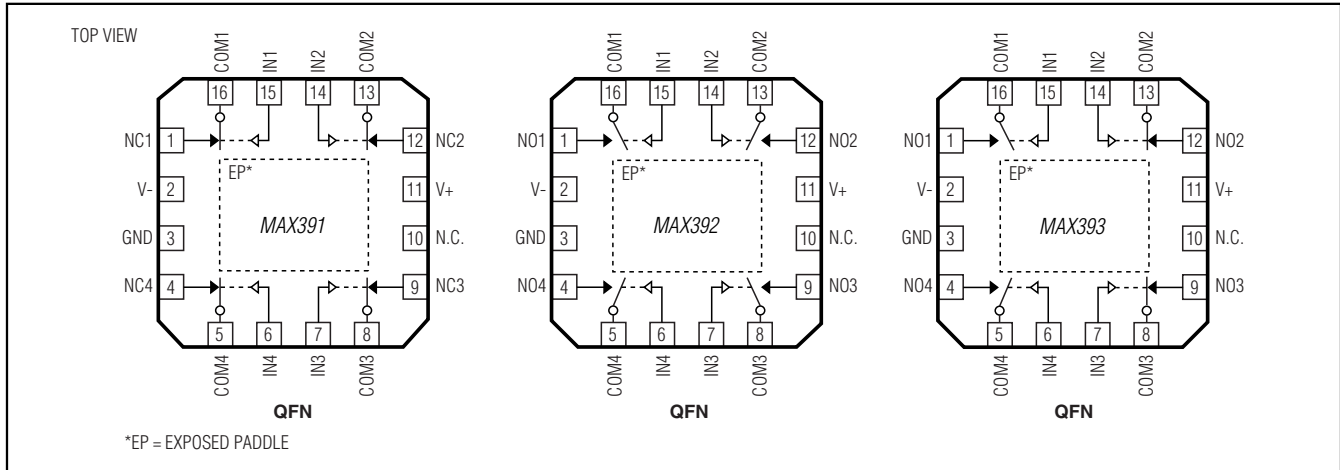 TOP VIEW
COM1 IN1 IN2 COM2
16 15 14 13
NC1 1 12 NC2
V- 2 11 V+
EP*
MAX391
GND 3 10 N.C.
NC4 4 9 NC3
5 6 7 8
COM4 IN4 IN3 COM3
QFN
COM1 IN1 IN2 COM2
16 15 14 13
NO1 1 12 NO2
V- 2 11 V+
EP*
MAX392
GND 3 10 N.C.
NO4 4 9 NO3
5 6 7 8
COM4 IN4 IN3 COM3
QFN
COM1 IN1 IN2 COM2
16 15 14 13
NO1 1 12 NO2
V- 2 11 V+
EP*
MAX393
GND 3 10 N.C.
NO4 4 9 NO3
5 6 7 8
COM4 IN4 IN3 COM3
QFN
*EP = EXPOSED PADDLE